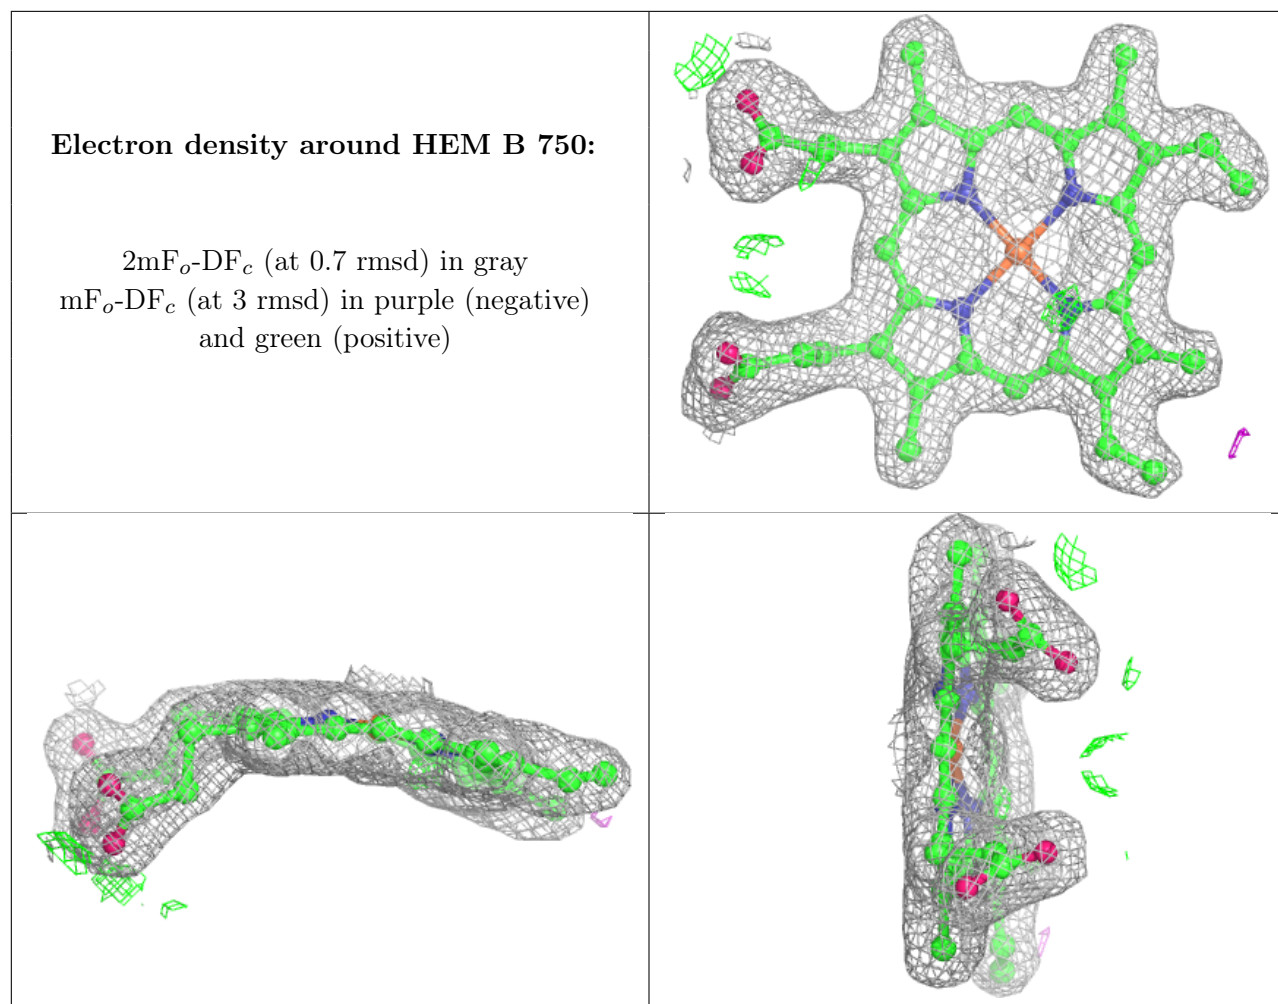 Electron density around HEM B 750:
2mFₒ-DF𝒸 (at 0.7 rmsd) in gray
mFₒ-DF𝒸 (at 3 rmsd) in purple (negative)
and green (positive)